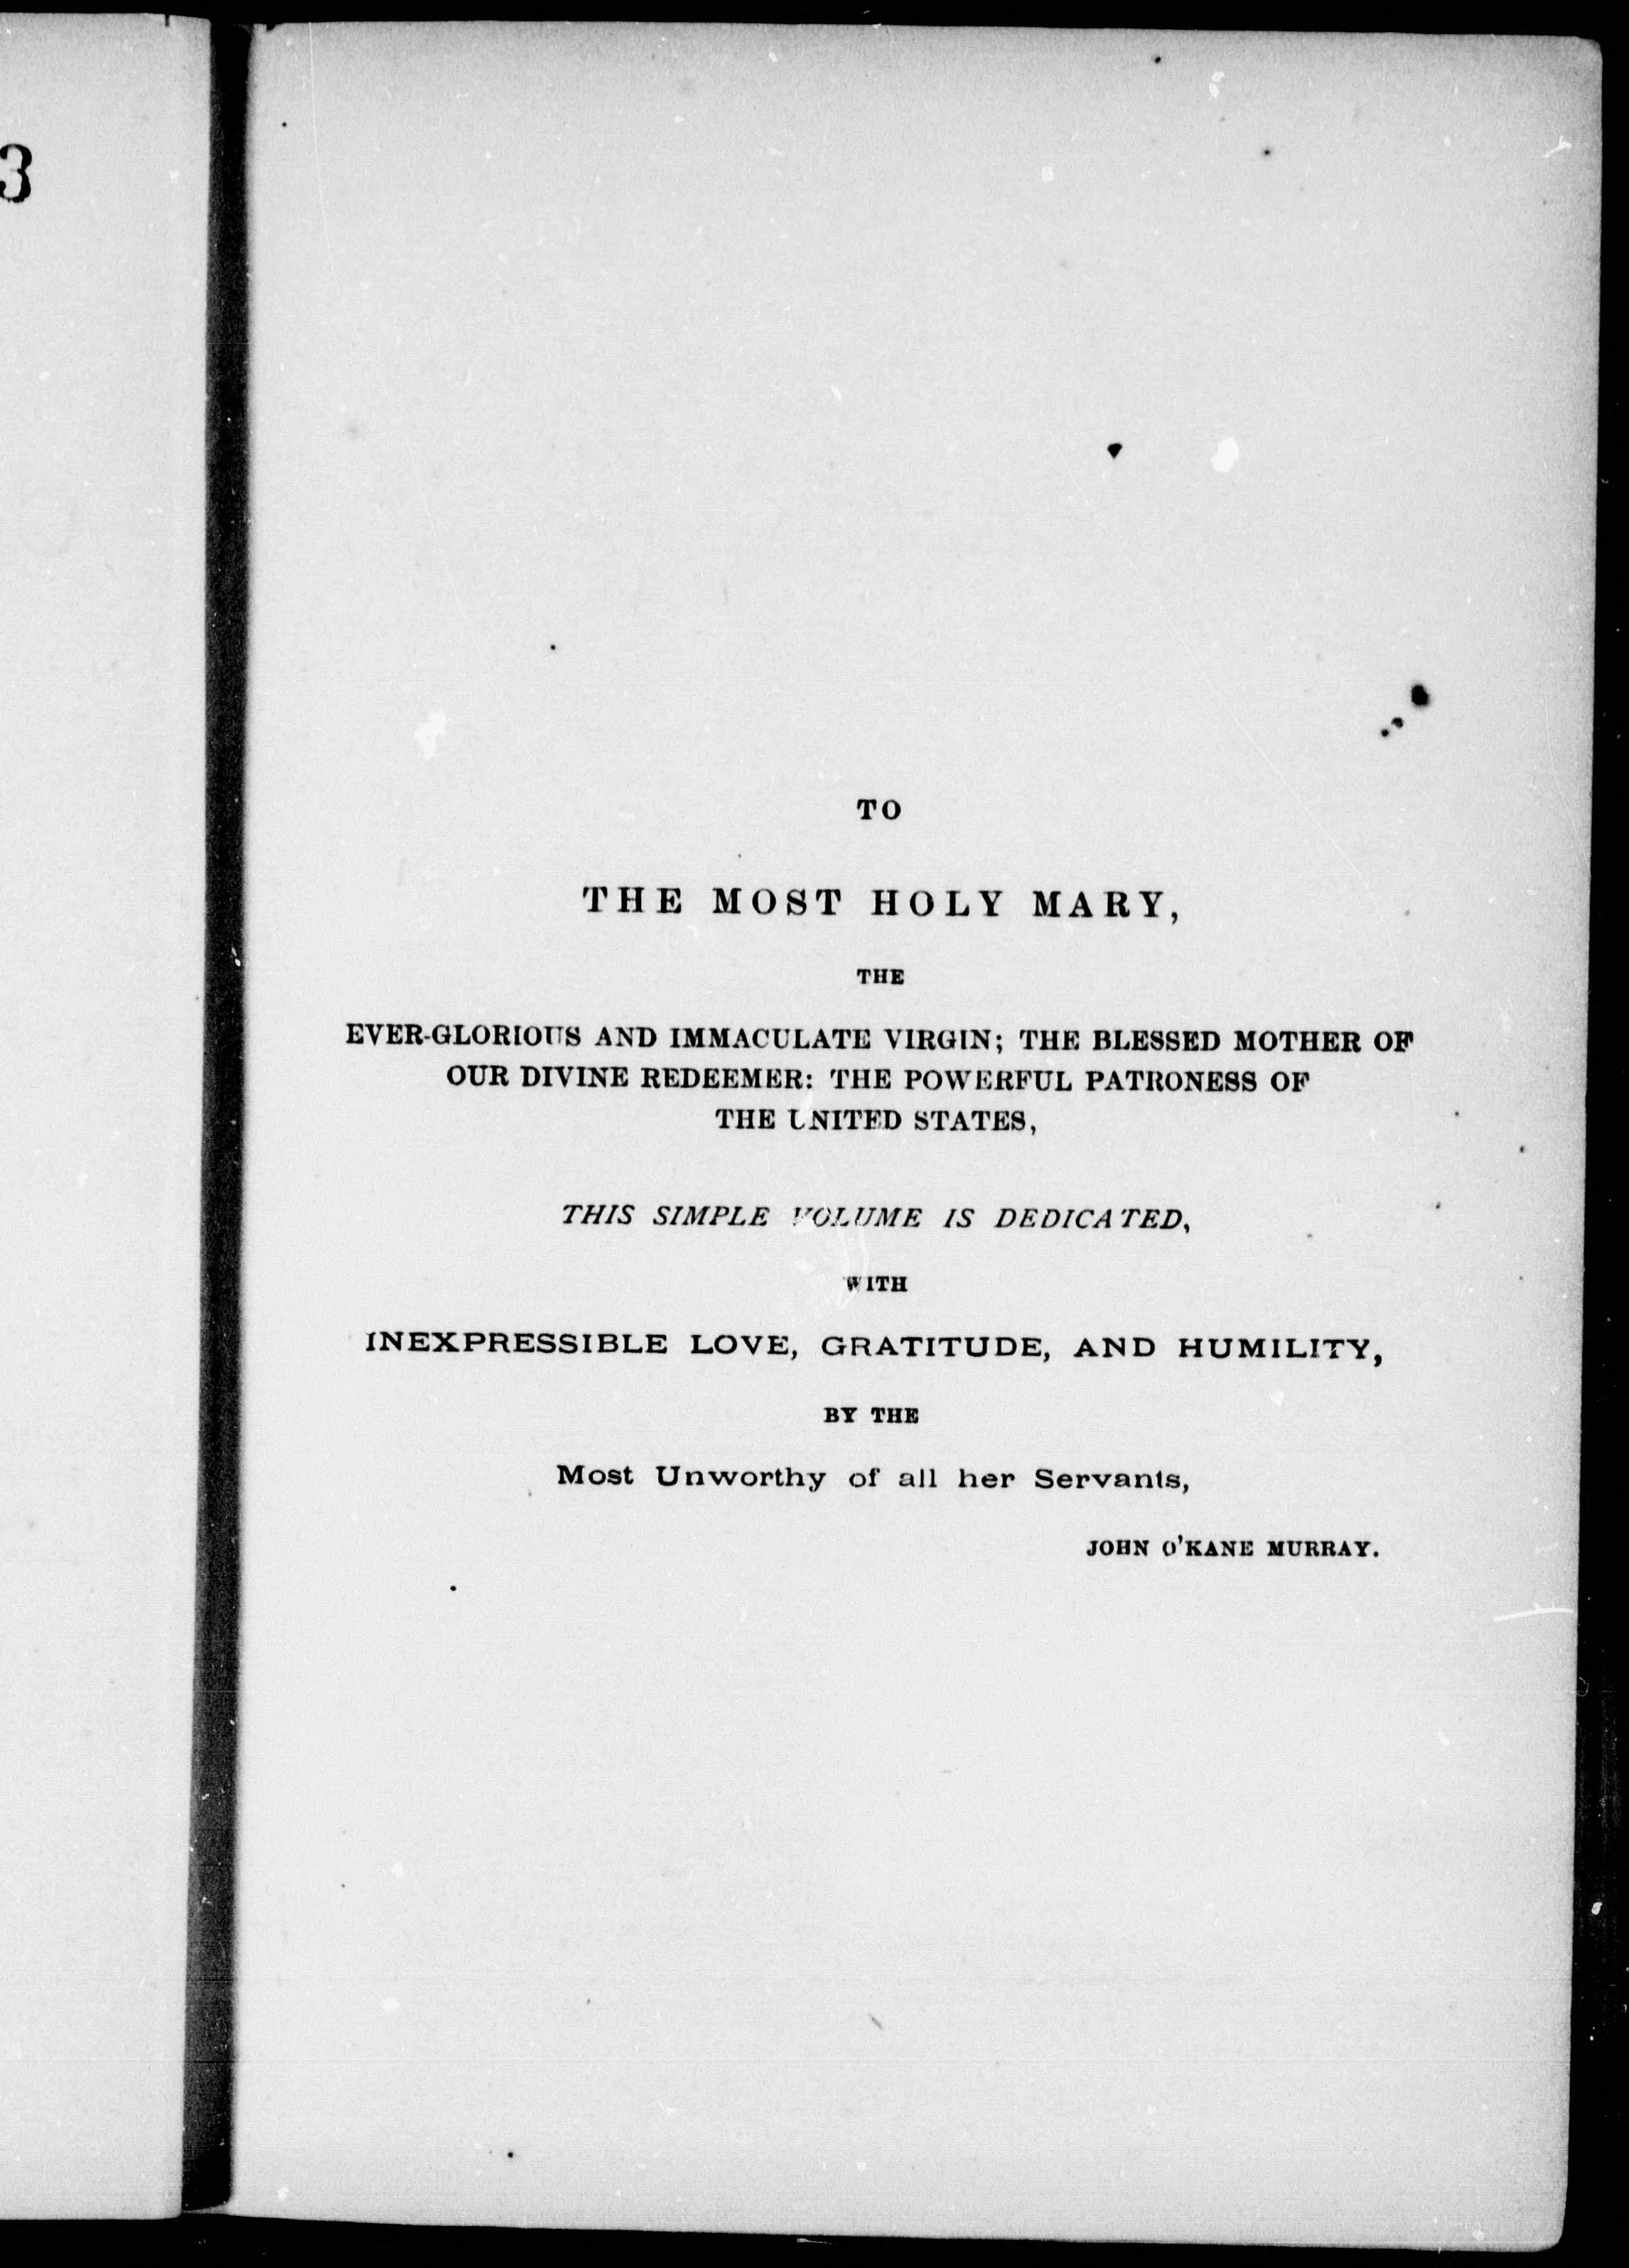 3
TO
THE MOST HOLY MARY,
THE
EVER-GLORIOUS AND IMMACULATE VIRGIN; THE BLESSED MOTHER OF
OUR DIVINE REDEEMER: THE POWERFUL PATRONESS OF
THE UNITED STATES,
THIS SIMPLE VOLUME IS DEDICATED,
WITH
INEXPRESSIBLE LOVE, GRATITUDE, AND HUMILITY,
BY THE
Most Unworthy of all her Servants,
JOHN O'KANE MURRAY.